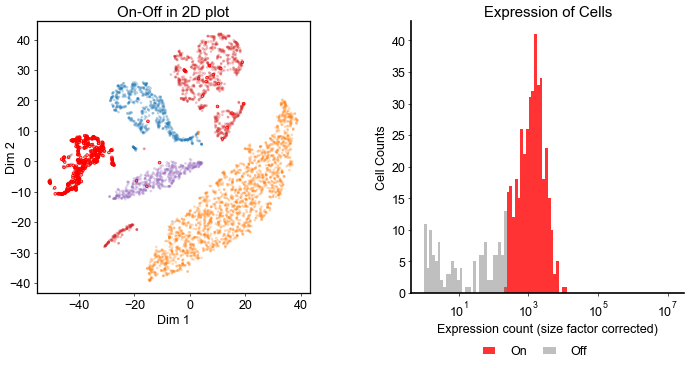 On-Off in 2D plot
40
30
20
10
0
−10
−20
−30
−40
Dim 2
−40 −20 0 20 40
Dim 1
Expression of Cells
40
35
30
25
20
15
10
5
0
Cell Counts
10^1 10^3 10^5 10^7
Expression count (size factor corrected)
On Off